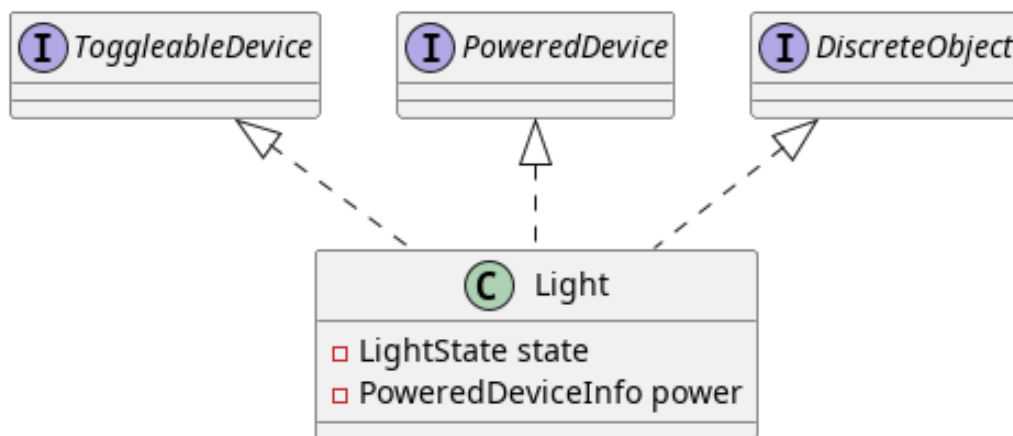 I ToggleableDevice
I PoweredDevice
I DiscreteObject
C Light
LightState state
PoweredDeviceInfo power